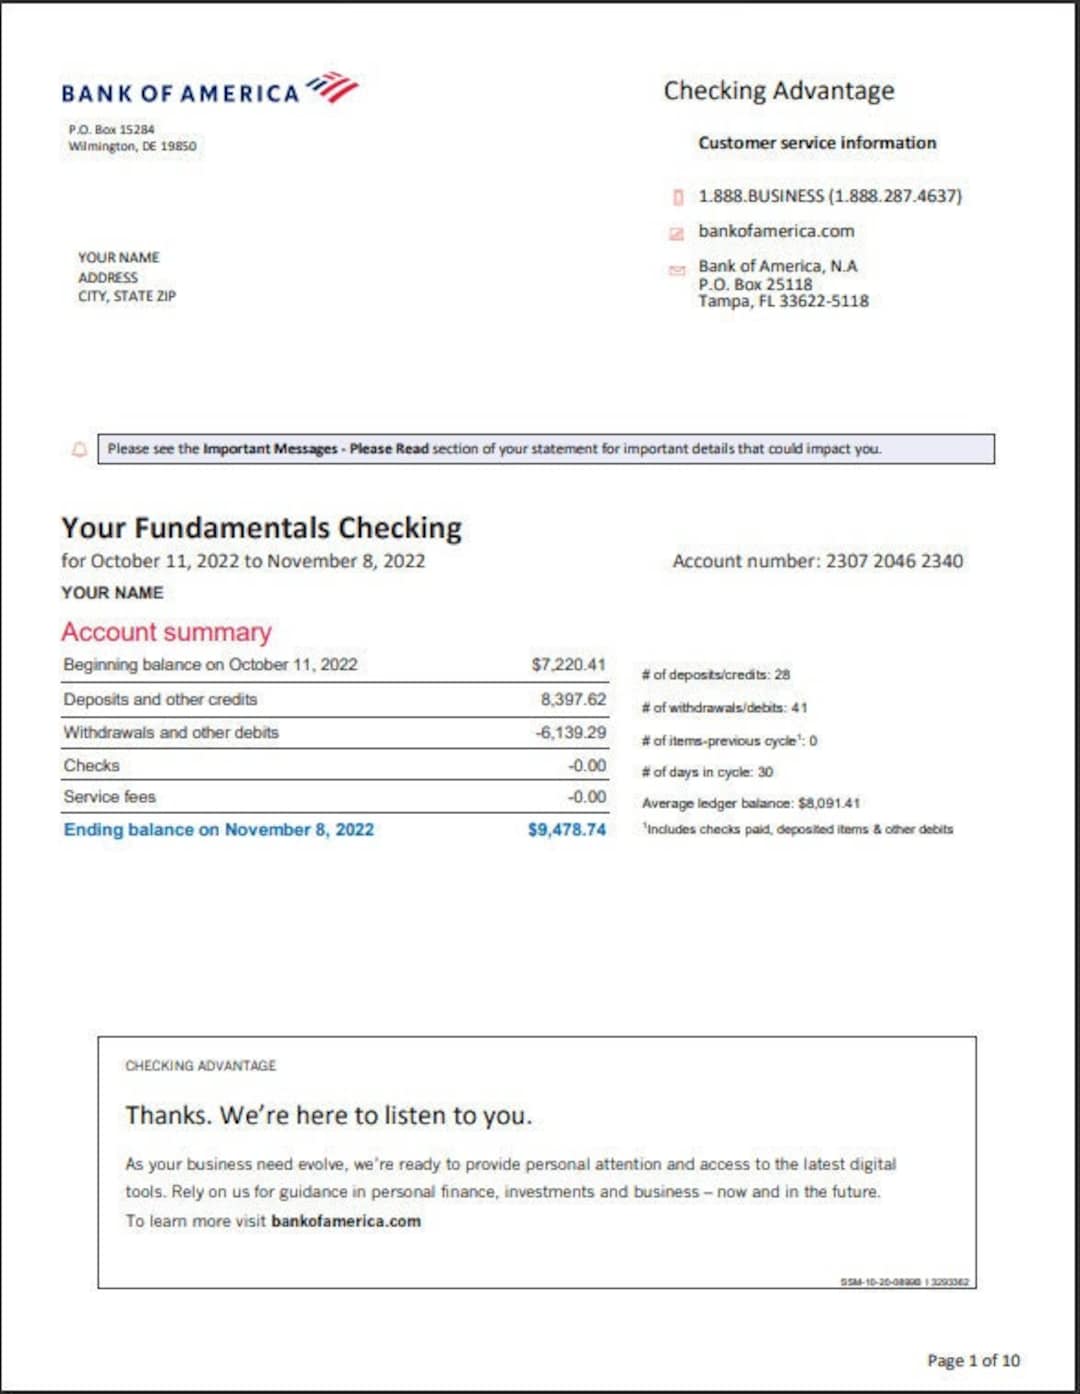 BANK OF AMERICA
P.O. Box 15284
Wilmington, DE 19850
Checking Advantage
Customer service information
1.888.BUSINESS (1.888.287.4637)
bankofamerica.com
Bank of America, N.A
P.O. Box 25118
Tampa, FL 33622-5118
YOUR NAME
ADDRESS
CITY, STATE ZIP
Please see the Important Messages - Please Read section of your statement for important details that could impact you.
Your Fundamentals Checking
for October 11, 2022 to November 8, 2022
Account number: 2307 2046 2340
YOUR NAME
Account summary
Beginning balance on October 11, 2022 $7,220.41
Deposits and other credits 8,397.62
Withdrawals and other debits -6,139.29
Checks -0.00
Service fees -0.00
Ending balance on November 8, 2022 $9,478.74
# of deposits/credits: 28
# of withdrawals/debits: 41
# of items-previous cycle¹: 0
# of days in cycle: 30
Average ledger balance: $8,091.41
¹Includes checks paid, deposited items & other debits
CHECKING ADVANTAGE
Thanks. We're here to listen to you.
As your business need evolve, we're ready to provide personal attention and access to the latest digital
tools. Rely on us for guidance in personal finance, investments and business – now and in the future.
To learn more visit bankofamerica.com
Page 1 of 10